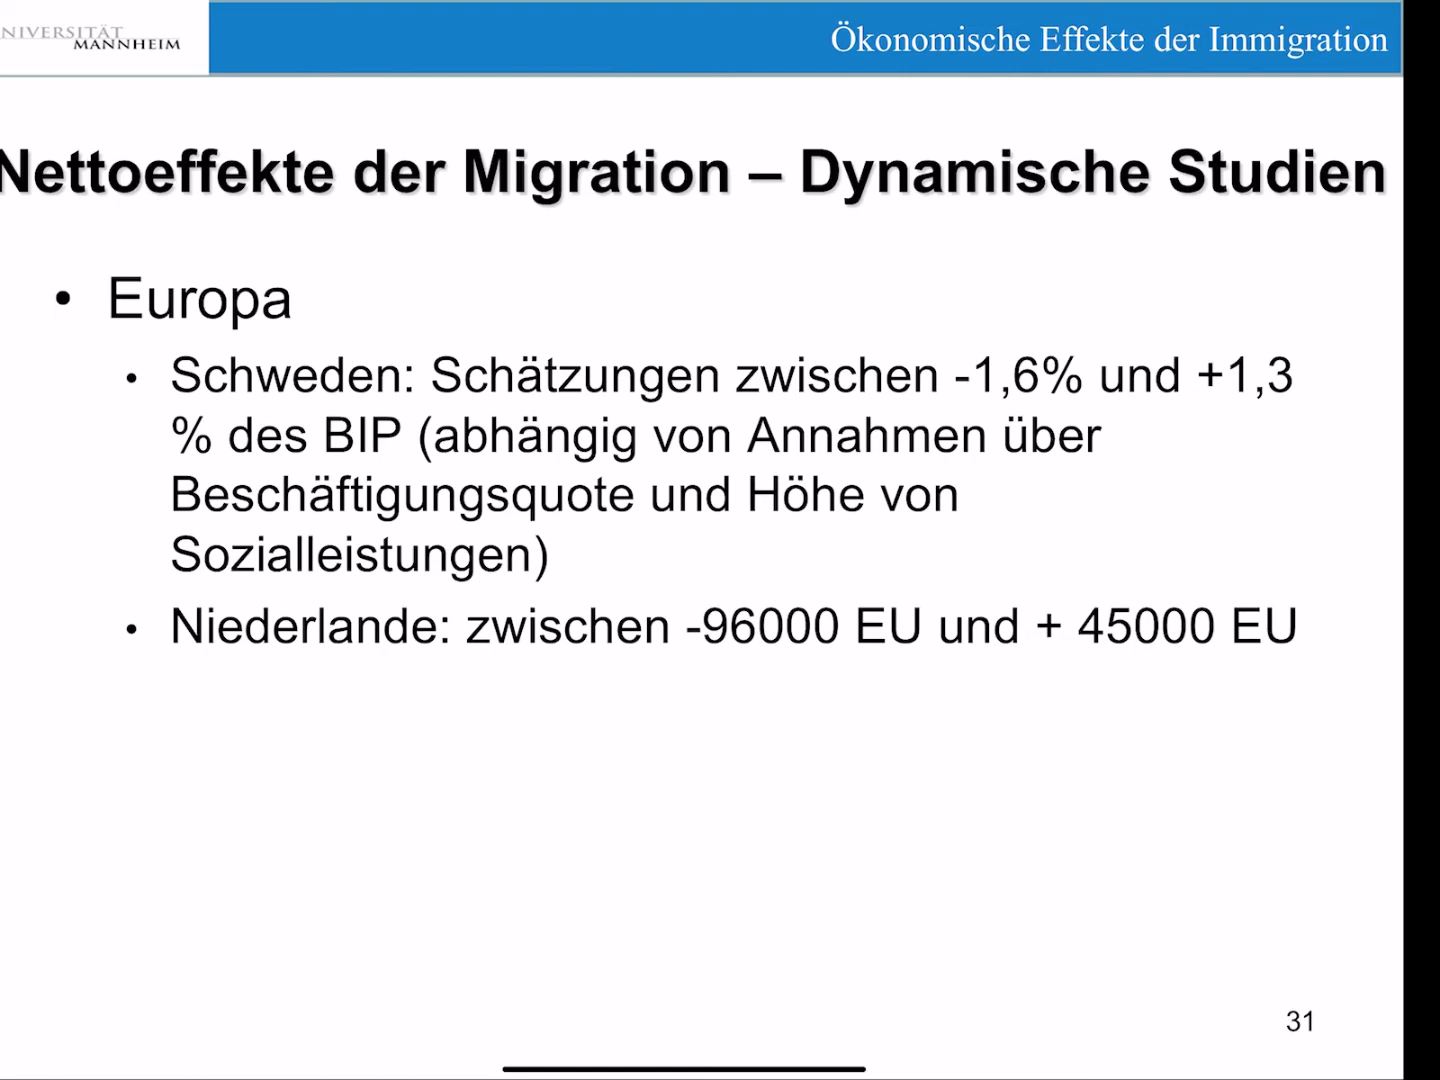 NIVERSITÄT
MANNHEIM
Ökonomische Effekte der Immigration
Nettoeffekte der Migration – Dynamische Studien
• Europa
• Schweden: Schätzungen zwischen -1,6% und +1,3
% des BIP (abhängig von Annahmen über
Beschäftigungsquote und Höhe von
Sozialleistungen)
• Niederlande: zwischen -96000 EU und + 45000 EU
31